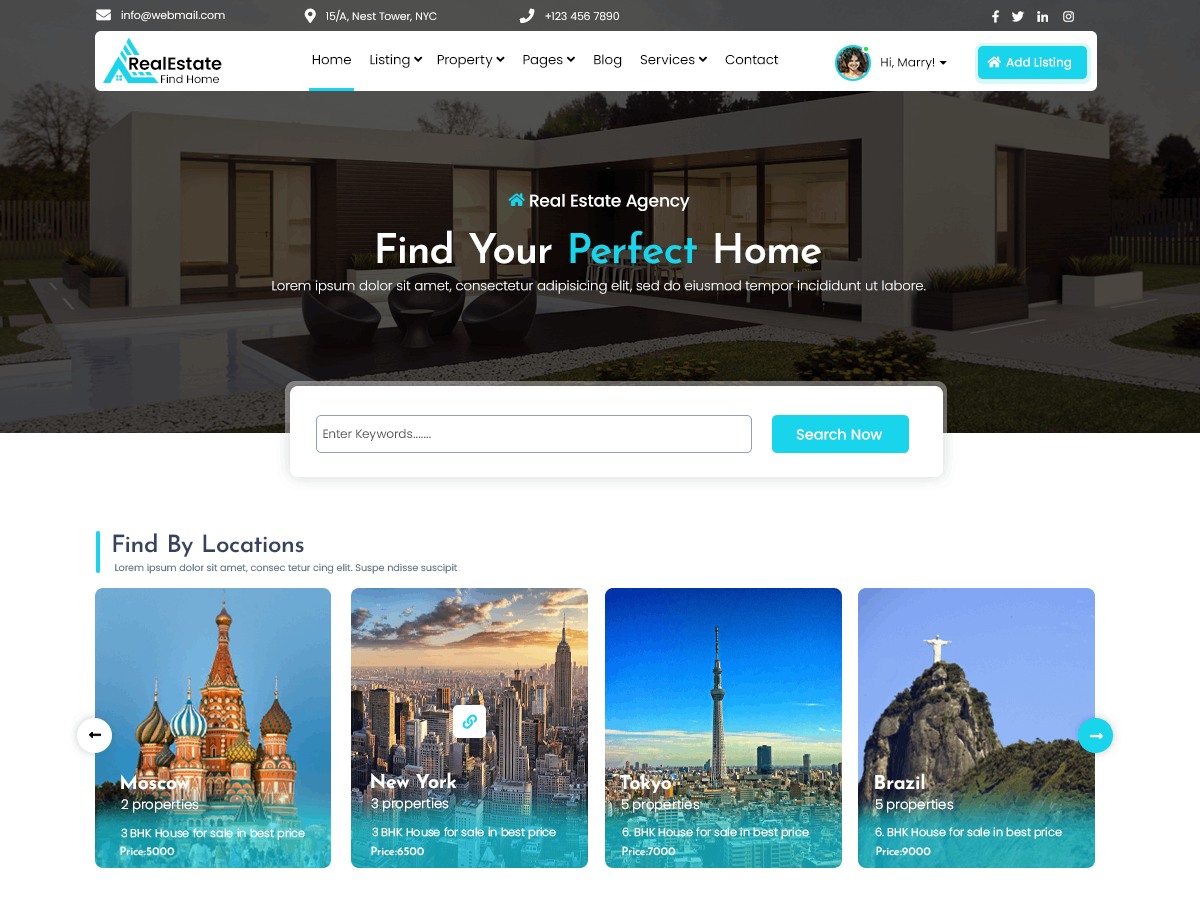 info@webmail.com
15/A, Nest Tower, NYC
+123 456 7890
RealEstate
Find Home
Home
Listing
Property
Pages
Blog
Services
Contact
Hi, Marry!
Add Listing
Real Estate Agency
Find Your Perfect Home
Lorem ipsum dolor sit amet, consectetur adipisicing elit, sed do eiusmod tempor incididunt ut labore.
Enter Keywords.......
Search Now
Find By Locations
Lorem ipsum dolor sit amet, consec tetur cing elit. Suspe ndisse suscipit
Moscow
2 properties
3 BHK House for sale in best price
Price:5000
New York
3 properties
3 BHK House for sale in best price
Price:6500
Tokyo
5 properties
6. BHK House for sale in best price
Price:7000
Brazil
5 properties
6. BHK House for sale in best price
Price:9000